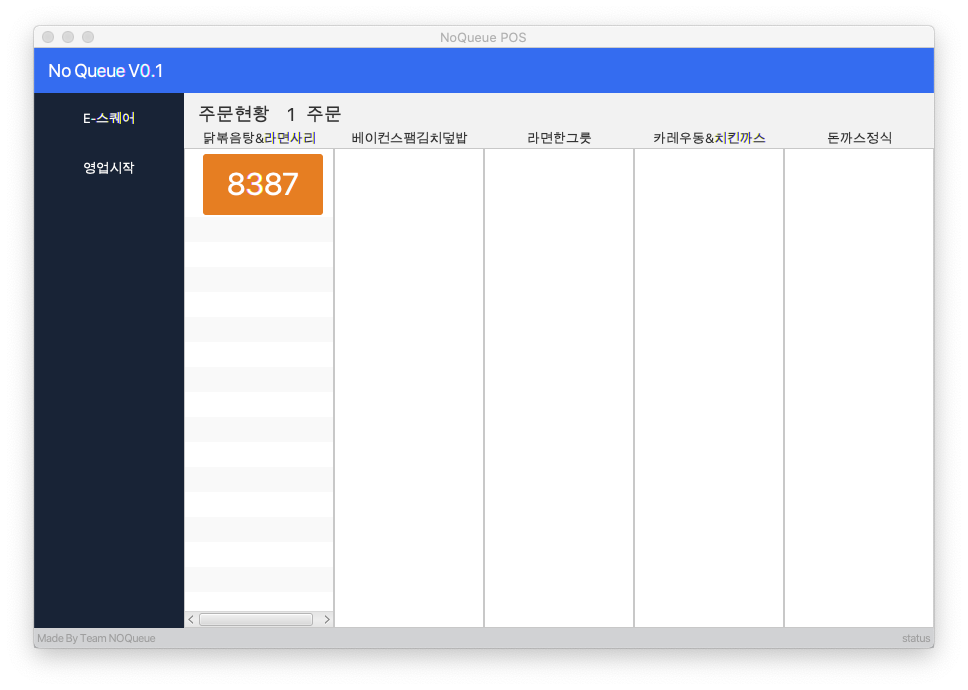 NoQueue POS
No Queue V0.1
E-스퀘어
영업시작
주문현황 1 주문
닭볶음탕&라면사리 베이컨스팸김치덮밥 라면한그릇 카레우동&치킨까스 돈까스정식
8387
Made By Team NOQueue status